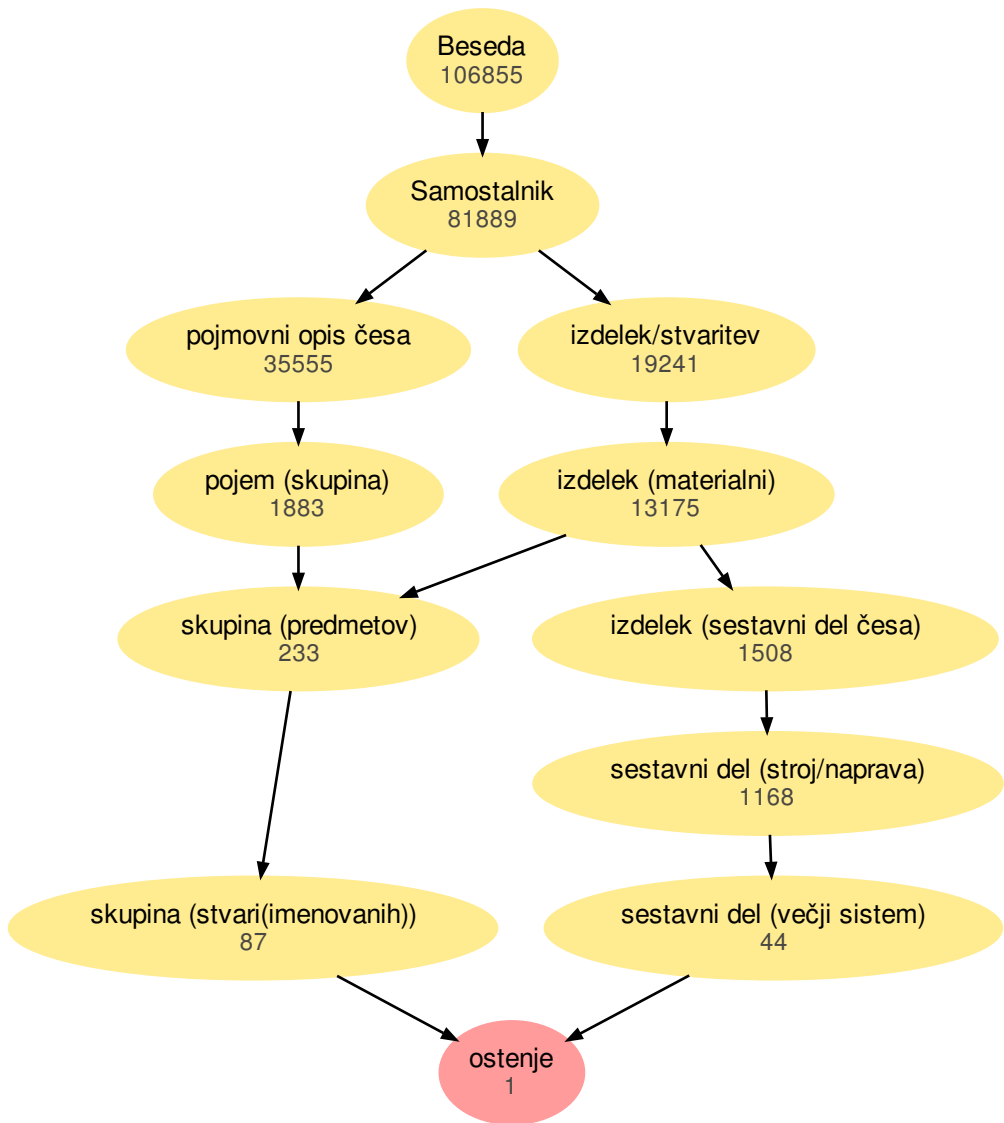 Beseda
106855
Samostalnik
81889
pojmovni opis česa
35555
izdelek/stvaritev
19241
pojem (skupina)
1883
izdelek (materialni)
13175
skupina (predmetov)
233
izdelek (sestavni del česa)
1508
sestavni del (stroj/naprava)
1168
skupina (stvari(imenovanih))
87
sestavni del (večji sistem)
44
ostenje
1